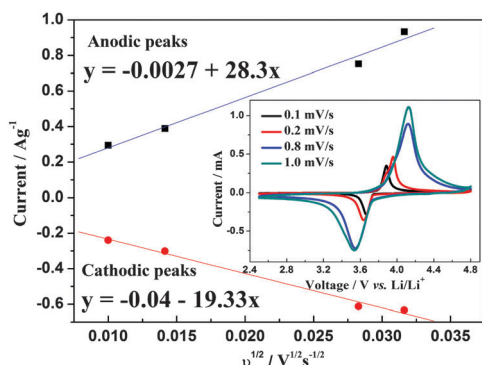 Anodic peaks
y = -0.0027 + 28.3x
0.1 mV/s
0.2 mV/s
0.8 mV/s
1.0 mV/s
Current / mA
1.0
0.5
0.0
-0.5
2.4 3.0 3.6 4.2 4.8
Voltage / V vs. Li/Li⁺
Cathodic peaks
y = -0.04 - 19.33x
Current / Ag⁻¹
1.0
0.8
0.6
0.4
0.2
0.0
-0.2
-0.4
-0.6
0.010 0.015 0.020 0.025 0.030 0.035
υ¹ᐟ² / V¹ᐟ²s⁻¹ᐟ²